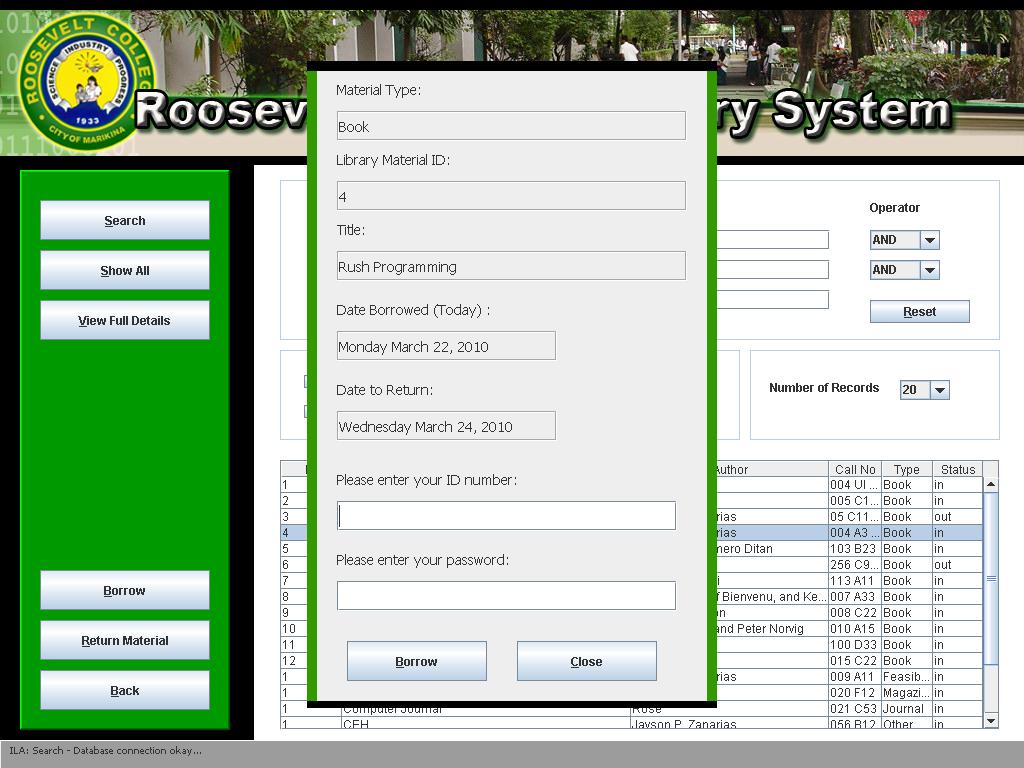 ROOSEVELT COLLEGE
SCIENCE INDUSTRY PROGRESS
1933
CITY OF MARIKINA
Roosev
ry System
Search
Show All
View Full Details
Borrow
Return Material
Back
Material Type:
Book
Library Material ID:
4
Title:
Rush Programming
Date Borrowed (Today) :
Monday March 22, 2010
Date to Return:
Wednesday March 24, 2010
Please enter your ID number:
Please enter your password:
Borrow
Close
Operator
AND
AND
Reset
Number of Records
20
Author Call No Type Status
1 004 UI ... Book in
2 005 C1... Book in
3 rias 05 C11... Book out
4 rias 004 A3 ... Book in
5 nero Ditan 103 B23 Book in
6 256 C9... Book out
7 i 113 A11 Book in
8 f Bienvenu, and Ke... 007 A33 Book in
9 on 008 C22 Book in
10 and Peter Norvig 010 A15 Book in
11 100 D33 Book in
12 015 C22 Book in
1 rias 009 A11 Feasib... in
1 020 F12 Magazi... in
1 Computer Journal Rose 021 C53 Journal in
1 CEH Jayson P. Zanarias 056 B12 Other in
ILA: Search - Database connection okay...